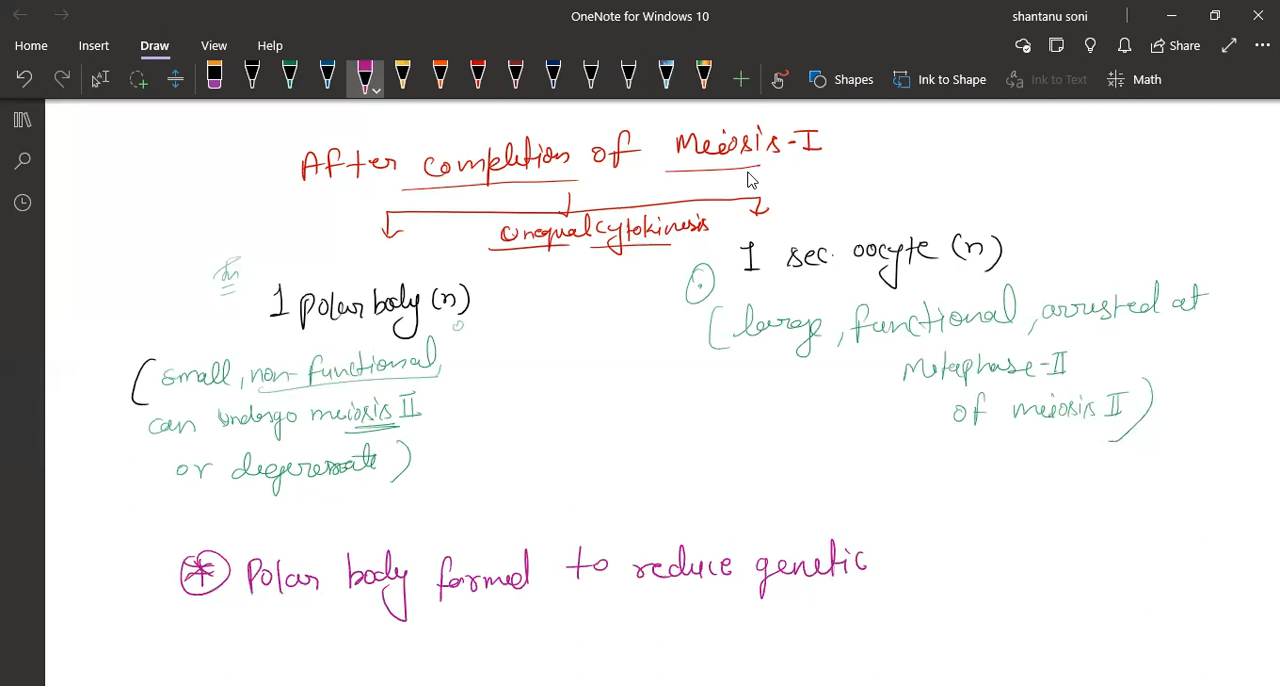 OneNote for Windows 10
shantanu soni
Home Insert Draw View Help
Share
Shapes Ink to Shape Ink to Text Math
After completion of Meiosis-I
Unequal cytokinesis
1 polar body (n)
1 sec. oocyte (n)
(small, non-functional,
can undergo meiosis II
or degenerate)
(large, functional, arrested at
Metaphase-II
of meiosis II)
* Polar body formed to reduce genetic